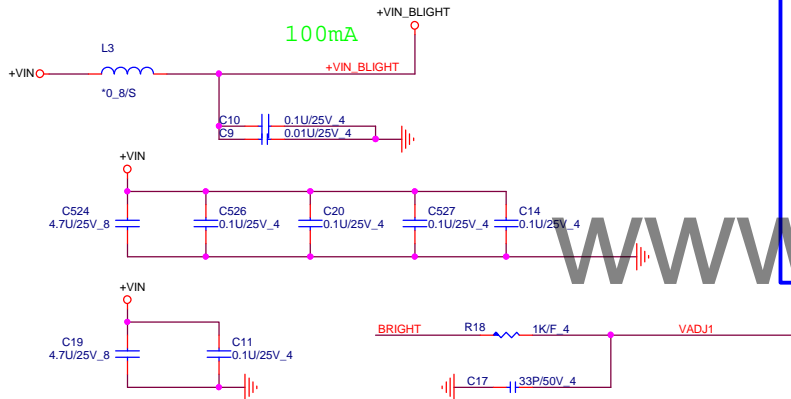 +VIN_BLIGHT
100mA
L3
+VIN
+VIN_BLIGHT
*0_8/S
C10 0.1U/25V_4
C9 0.01U/25V_4
+VIN
C524 C526 C20 C527 C14
4.7U/25V_8 0.1U/25V_4 0.1U/25V_4 0.1U/25V_4 0.1U/25V_4
www
+VIN
BRIGHT R18 1K/F_4 VADJ1
C19 C11
4.7U/25V_8 0.1U/25V_4
C17 33P/50V_4